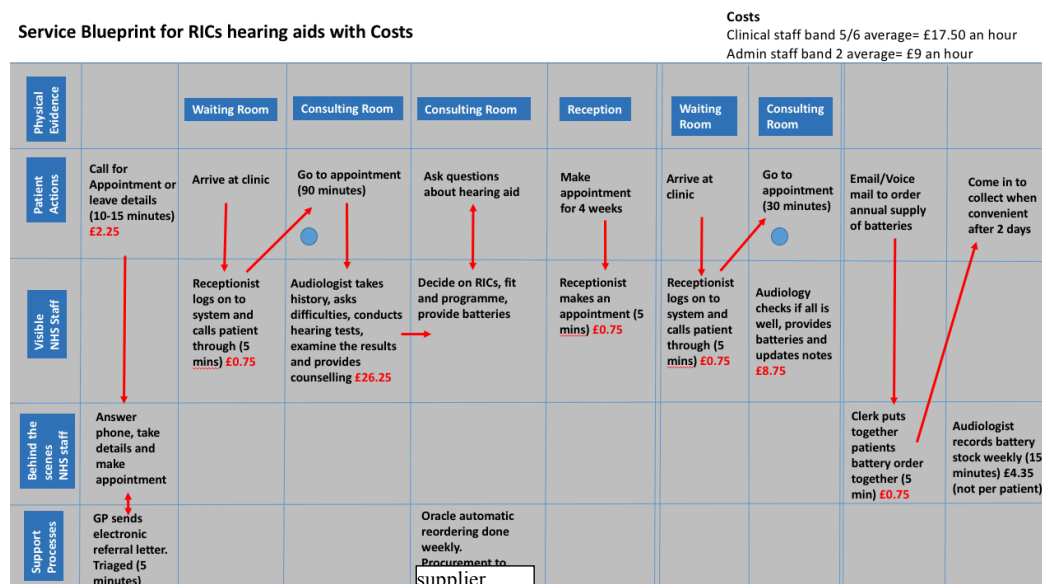 Service Blueprint for RICs hearing aids with Costs
Costs
Clinical staff band 5/6 average= £17.50 an hour
Admin staff band 2 average= £9 an hour
Physical
Evidence
Waiting Room
Consulting Room
Consulting Room
Reception
Waiting
Room
Consulting
Room
Patient
Actions
Call for
Appointment or
leave details
(10-15 minutes)
£2.25
Arrive at clinic
Go to appointment
(90 minutes)
Ask questions
about hearing aid
Make
appointment
for 4 weeks
Arrive at
clinic
Go to
appointment
(30 minutes)
Email/Voice
mail to order
annual supply
of batteries
Come in to
collect when
convenient
after 2 days
Visible
NHS Staff
Receptionist
logs on to
system and
calls patient
through (5
mins) £0.75
Audiologist takes
history, asks
difficulties, conducts
hearing tests,
examine the results
and provides
counselling £26.25
Decide on RICs, fit
and programme,
provide batteries
Receptionist
makes an
appointment (5
mins) £0.75
Receptionist
logs on to
system and
calls patient
through (5
mins) £0.75
Audiology
checks if all is
well, provides
batteries and
updates notes
£8.75
Behind the
scenes
NHS staff
Answer
phone, take
details and
make
appointment
Clerk puts
together
patients
battery order
together (5
min) £0.75
Audiologist
records battery
stock weekly (15
minutes) £4.35
(not per patient)
Support
Processes
GP sends
electronic
referral letter.
Triaged (5
minutes)
Oracle automatic
reordering done
weekly.
Procurement to
supplier